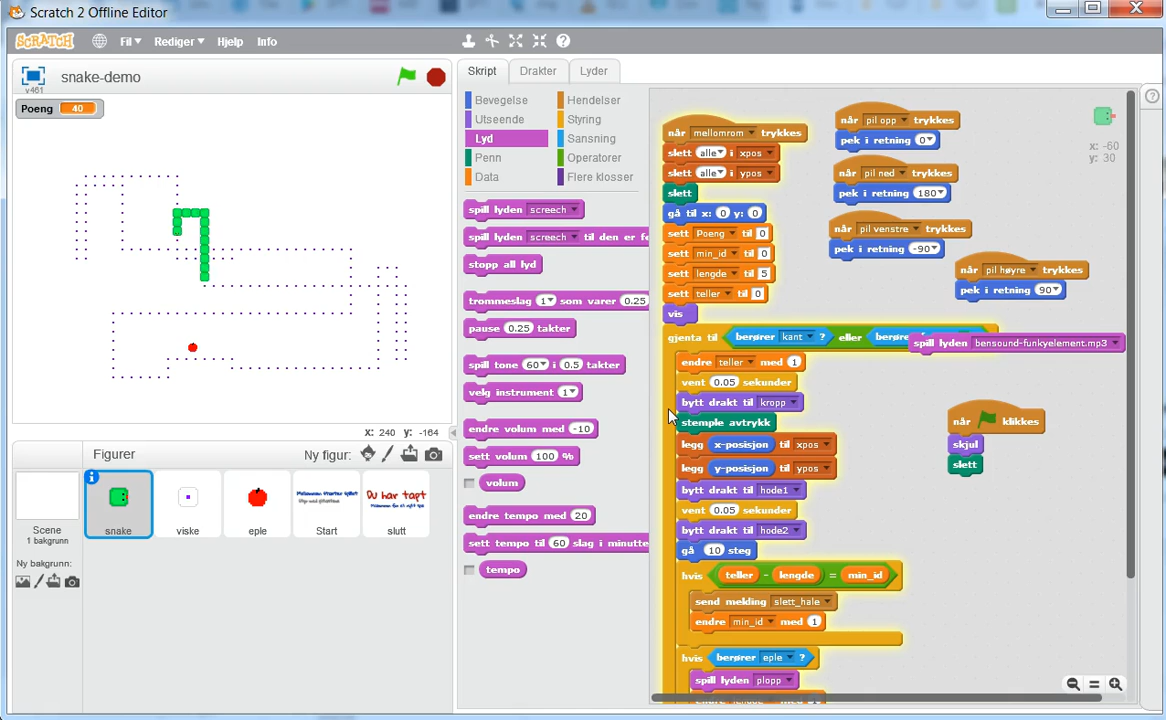 Scratch 2 Offline Editor
SCRATCH Fil Rediger Hjelp Info
v461
snake-demo
Poeng 40
x: 240 y: -164
Figurer Ny figur:
Scene
1 bakgrunn
Ny bakgrunn:
snake
viske
eple
Start
Du har tapt
slutt
Skript Drakter Lyder
Bevegelse Hendelser
Utseende Styring
Lyd Sansning
Penn Operatorer
Data Flere klosser
spill lyden screech
spill lyden screech til den er f
stopp all lyd
trommeslag 1 som varer 0.25
pause 0.25 takter
spill tone 60 i 0.5 takter
velg instrument 1
endre volum med -10
sett volum 100 %
volum
endre tempo med 20
sett tempo til 60 slag i minutte
tempo
når mellomrom trykkes
slett alle i xpos
slett alle i ypos
slett
gå til x: 0 y: 0
sett Poeng til 0
sett min_id til 0
sett lengde til 5
sett teller til 0
vis
gjenta til berører kant ? eller berører
endre teller med 1
vent 0.05 sekunder
bytt drakt til kropp
stemple avtrykk
legg x-posisjon til xpos
legg y-posisjon til ypos
bytt drakt til hode1
vent 0.05 sekunder
bytt drakt til hode2
gå 10 steg
hvis teller - lengde = min_id
send melding slett_hale
endre min_id med 1
hvis berører eple ?
spill lyden plopp
når pil opp trykkes
pek i retning 0
når pil ned trykkes
pek i retning 180
når pil venstre trykkes
pek i retning -90
når pil høyre trykkes
pek i retning 90
spill lyden bensound-funkyelement.mp3
når klikkes
skjul
slett
x: -60
y: 30